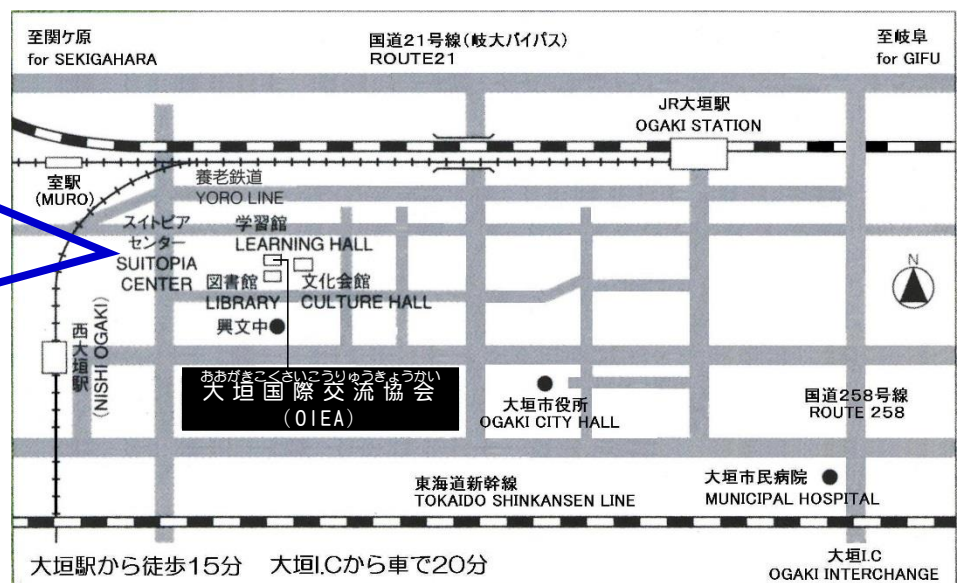 至関ケ原
for SEKIGAHARA
国道21号線(岐大バイパス)
ROUTE21
至岐阜
for GIFU
JR大垣駅
OGAKI STATION
室駅
(MURO)
養老鉄道
YORO LINE
スイトピア
センター
SUITOPIA
CENTER
学習館
LEARNING HALL
図書館
LIBRARY
文化会館
CULTURE HALL
N
興文中
西大垣駅
(NISHI OGAKI)
おおがきこくさいこうりゅうきょうかい
大垣国際交流協会
(OIEA)
大垣市役所
OGAKI CITY HALL
国道258号線
ROUTE 258
東海道新幹線
TOKAIDO SHINKANSEN LINE
大垣市民病院
MUNICIPAL HOSPITAL
大垣駅から徒歩15分 大垣I.Cから車で20分
大垣I.C
OGAKI INTERCHANGE